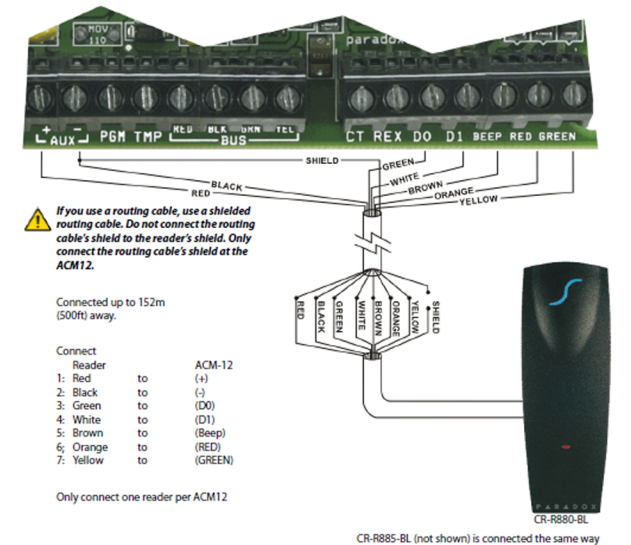 MOV
110
paradox
+ -
AUX
PGM TMP
RED BLK GRN YEL
BUS
CT REX D0 D1 BEEP RED GREEN
SHIELD
GREEN
WHITE
BLACK
BROWN
RED
ORANGE
YELLOW
If you use a routing cable, use a shielded
routing cable. Do not connect the routing
cable's shield to the reader's shield. Only
connect the routing cable's shield at the
ACM12.
Connected up to 152m
(500ft) away.
RED
BLACK
GREEN
WHITE
BROWN
ORANGE
YELLOW
SHIELD
Connect
Reader ACM-12
1: Red to (+)
2: Black to (-)
3: Green to (D0)
4: White to (D1)
5: Brown to (Beep)
6; Orange to (RED)
7: Yellow to (GREEN)
Only connect one reader per ACM12
PARADOX
CR-R880-BL
CR-R885-BL (not shown) is connected the same way